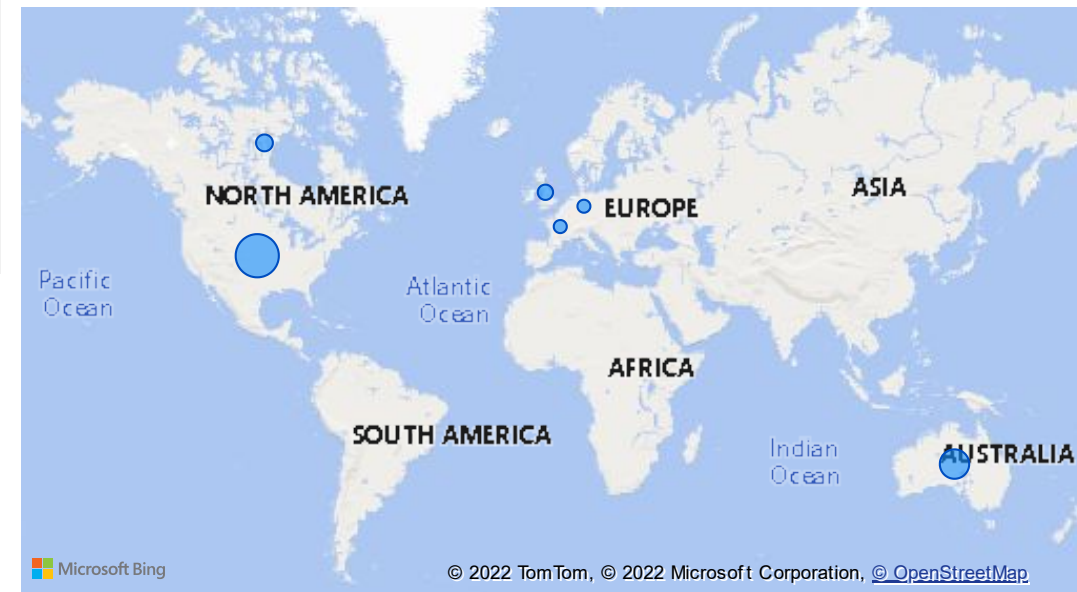 NORTH AMERICA
EUROPE
ASIA
Pacific
Ocean
Atlantic
Ocean
AFRICA
SOUTH AMERICA
Indian
Ocean
AUSTRALIA
Microsoft Bing
© 2022 TomTom, © 2022 Microsoft Corporation, © OpenStreetMap